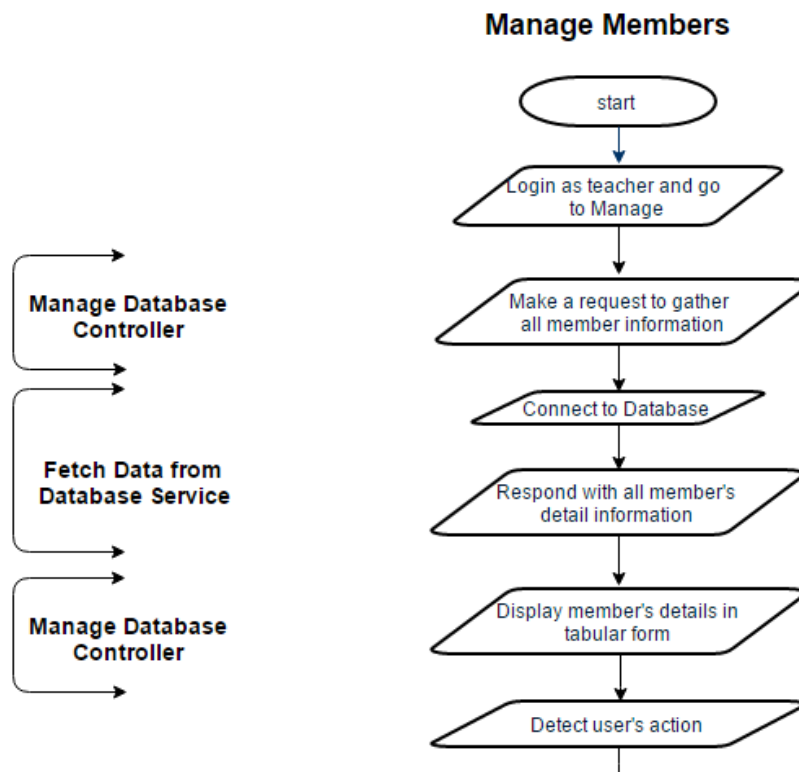 Manage Members
start
Login as teacher and go
to Manage
Manage Database
Controller
Make a request to gather
all member information
Connect to Database
Fetch Data from
Database Service
Respond with all member's
detail information
Manage Database
Controller
Display member's details in
tabular form
Detect user's action